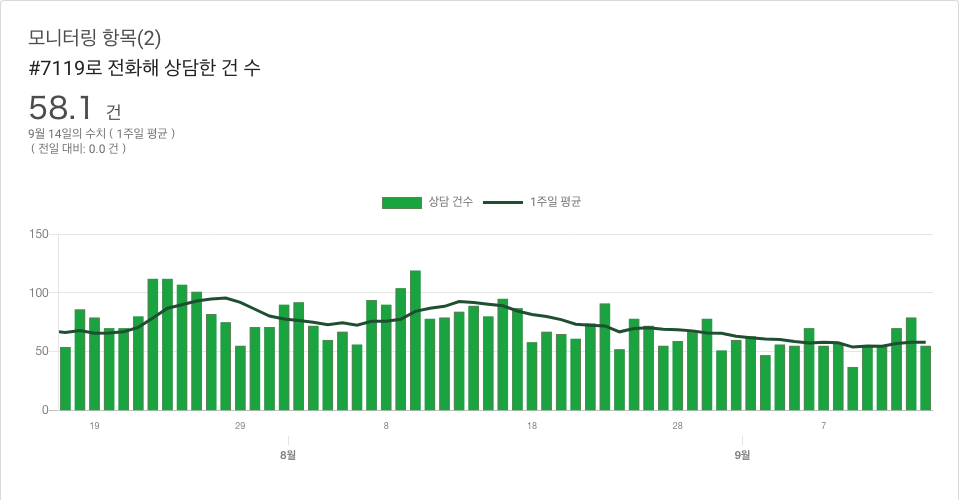 모니터링 항목(2)
#7119로 전화해 상담한 건 수
58.1 건
9월 14일의 수치 ( 1주일 평균 )
( 전일 대비: 0.0 건 )
상담 건수 1주일 평균
150
100
50
0
19 29 8 18 28 7
8월 9월